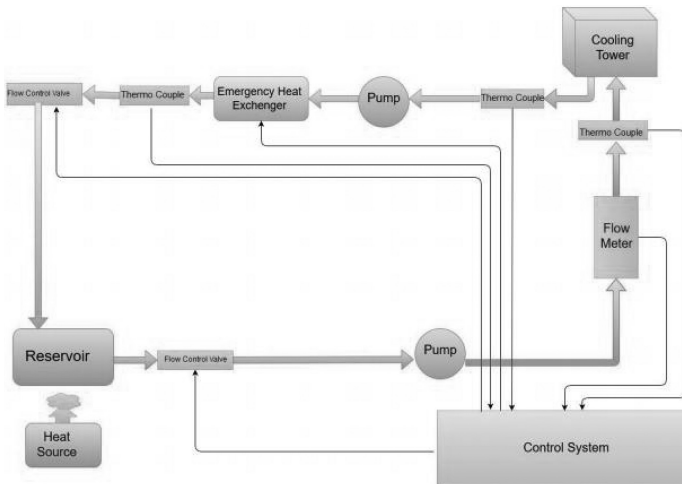 Cooling
Tower
Flow Control Valve
Thermo Couple
Emergency Heat
Exchenger
Pump
Thermo Couple
Thermo Couple
Flow
Meter
Reservoir
Flow Control Valve
Pump
Heat
Source
Control System